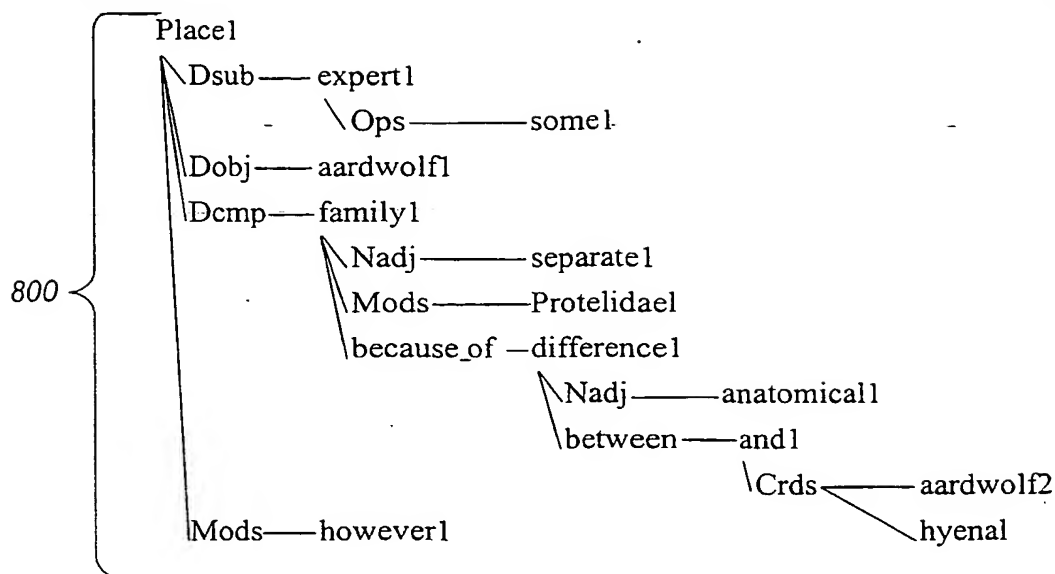 Place1
Dsub expert1
Ops some1
Dobj aardwolf1
Dcmp family1
Nadj separate1
800 Mods Protelidae1
because_of difference1
Nadj anatomical1
between and1
Crds aardwolf2
Mods however1 hyena1